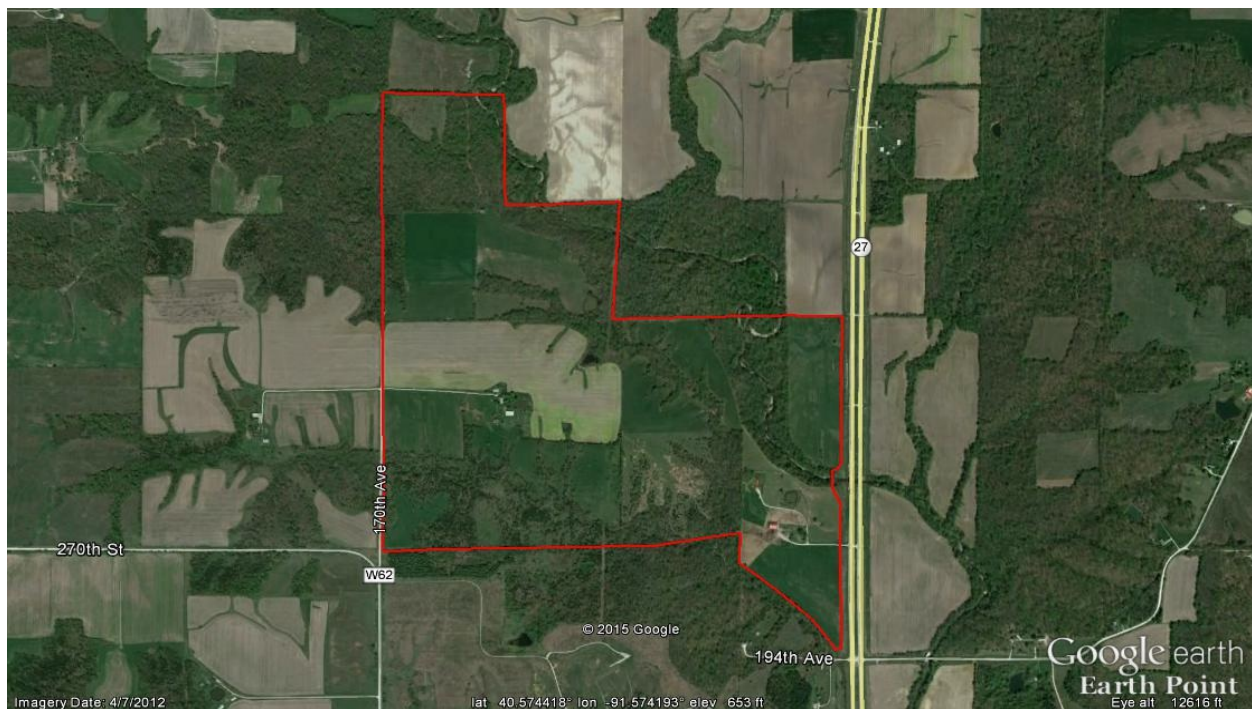 27
170th Ave
270th St
W62
© 2015 Google
194th Ave
Google earth
Earth Point
Imagery Date: 4/7/2012
lat 40.574418° lon -91.574193° elev 653 ft
Eye alt 12616 ft